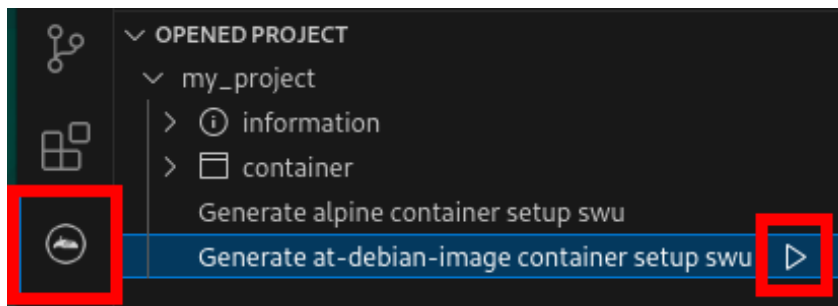 OPENED PROJECT
my_project
information
container
Generate alpine container setup swu
Generate at-debian-image container setup swu